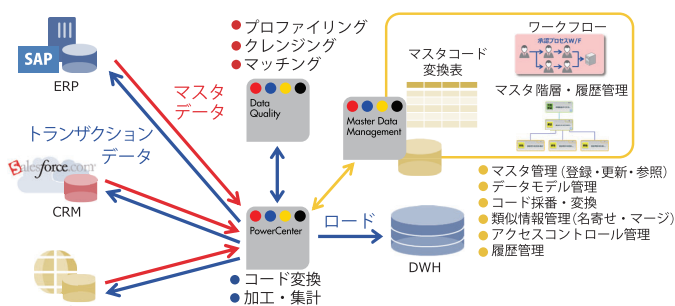 SAP
ERP
マスタ
データ
トランザクション
データ
salesforce.com
CRM
●プロファイリング
●クレンジング
●マッチング
Data
Quality
PowerCenter
●コード変換
●加工・集計
ロード
DWH
Master Data
Management
マスタコード
変換表
ワークフロー
承認プロセスW/F
マスタ階層・履歴管理
●マスタ管理（登録・更新・参照）
●データモデル管理
●コード採番・変換
●類似情報管理（名寄せ・マージ）
●アクセスコントロール管理
●履歴管理